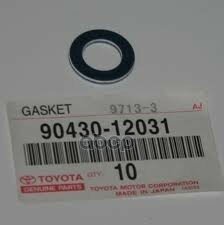 GASKET 9713-3 AJ
90430-12031
QTY 10
TOYOTA
GENUINE PARTS
TOYOTA MOTOR CORPORATION
MADE IN JAPAN